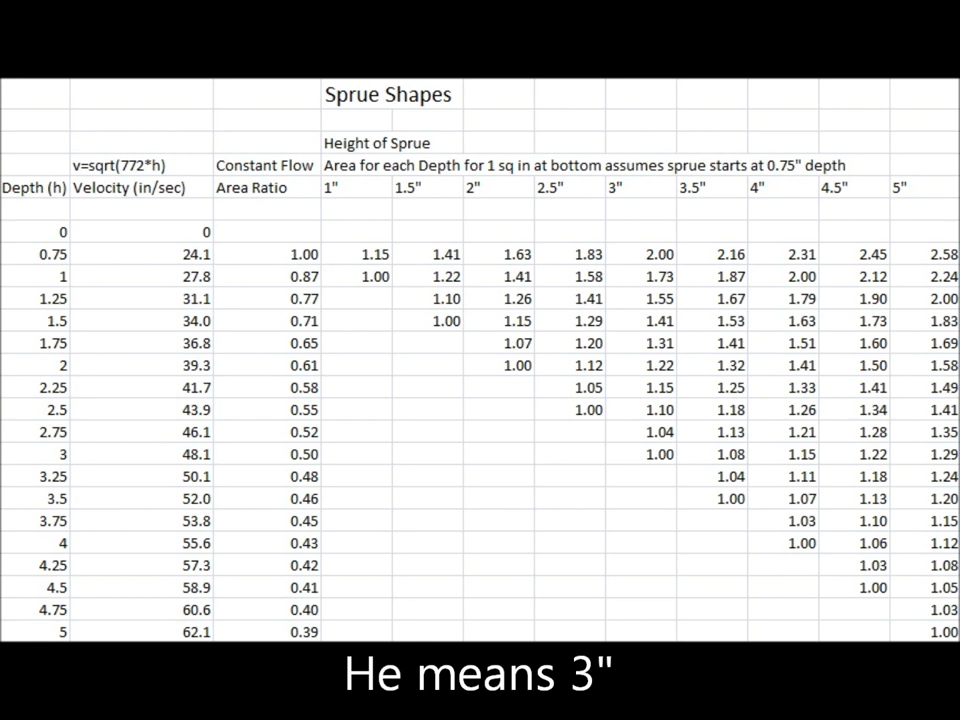 Sprue Shapes
Height of Sprue
v=sqrt(772*h) Constant Flow Area for each Depth for 1 sq in at bottom assumes sprue starts at 0.75" depth
Depth (h) Velocity (in/sec) Area Ratio 1" 1.5" 2" 2.5" 3" 3.5" 4" 4.5" 5"
0 0
0.75 24.1 1.00 1.15 1.41 1.63 1.83 2.00 2.16 2.31 2.45 2.58
1 27.8 0.87 1.00 1.22 1.41 1.58 1.73 1.87 2.00 2.12 2.24
1.25 31.1 0.77 1.10 1.26 1.41 1.55 1.67 1.79 1.90 2.00
1.5 34.0 0.71 1.00 1.15 1.29 1.41 1.53 1.63 1.73 1.83
1.75 36.8 0.65 1.07 1.20 1.31 1.41 1.51 1.60 1.69
2 39.3 0.61 1.00 1.12 1.22 1.32 1.41 1.50 1.58
2.25 41.7 0.58 1.05 1.15 1.25 1.33 1.41 1.49
2.5 43.9 0.55 1.00 1.10 1.18 1.26 1.34 1.41
2.75 46.1 0.52 1.04 1.13 1.21 1.28 1.35
3 48.1 0.50 1.00 1.08 1.15 1.22 1.29
3.25 50.1 0.48 1.04 1.11 1.18 1.24
3.5 52.0 0.46 1.00 1.07 1.13 1.20
3.75 53.8 0.45 1.03 1.10 1.15
4 55.6 0.43 1.00 1.06 1.12
4.25 57.3 0.42 1.03 1.08
4.5 58.9 0.41 1.00 1.05
4.75 60.6 0.40 1.03
5 62.1 0.39 1.00
He means 3"